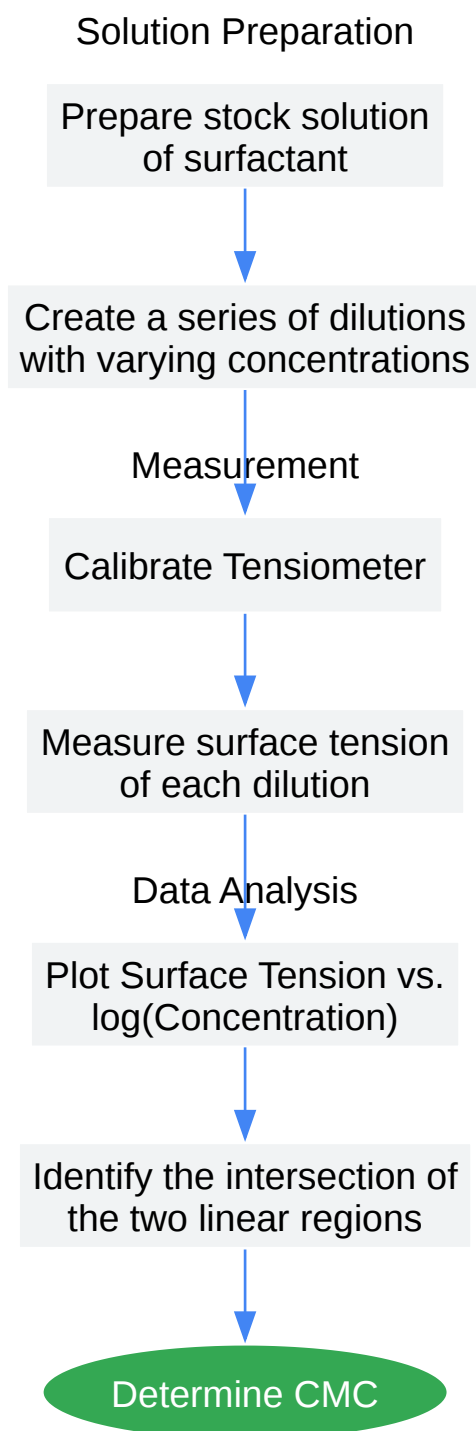 Solution Preparation
Prepare stock solution
of surfactant
Create a series of dilutions
with varying concentrations
Measurement
Calibrate Tensiometer
Measure surface tension
of each dilution
Data Analysis
Plot Surface Tension vs.
log(Concentration)
Identify the intersection of
the two linear regions
Determine CMC